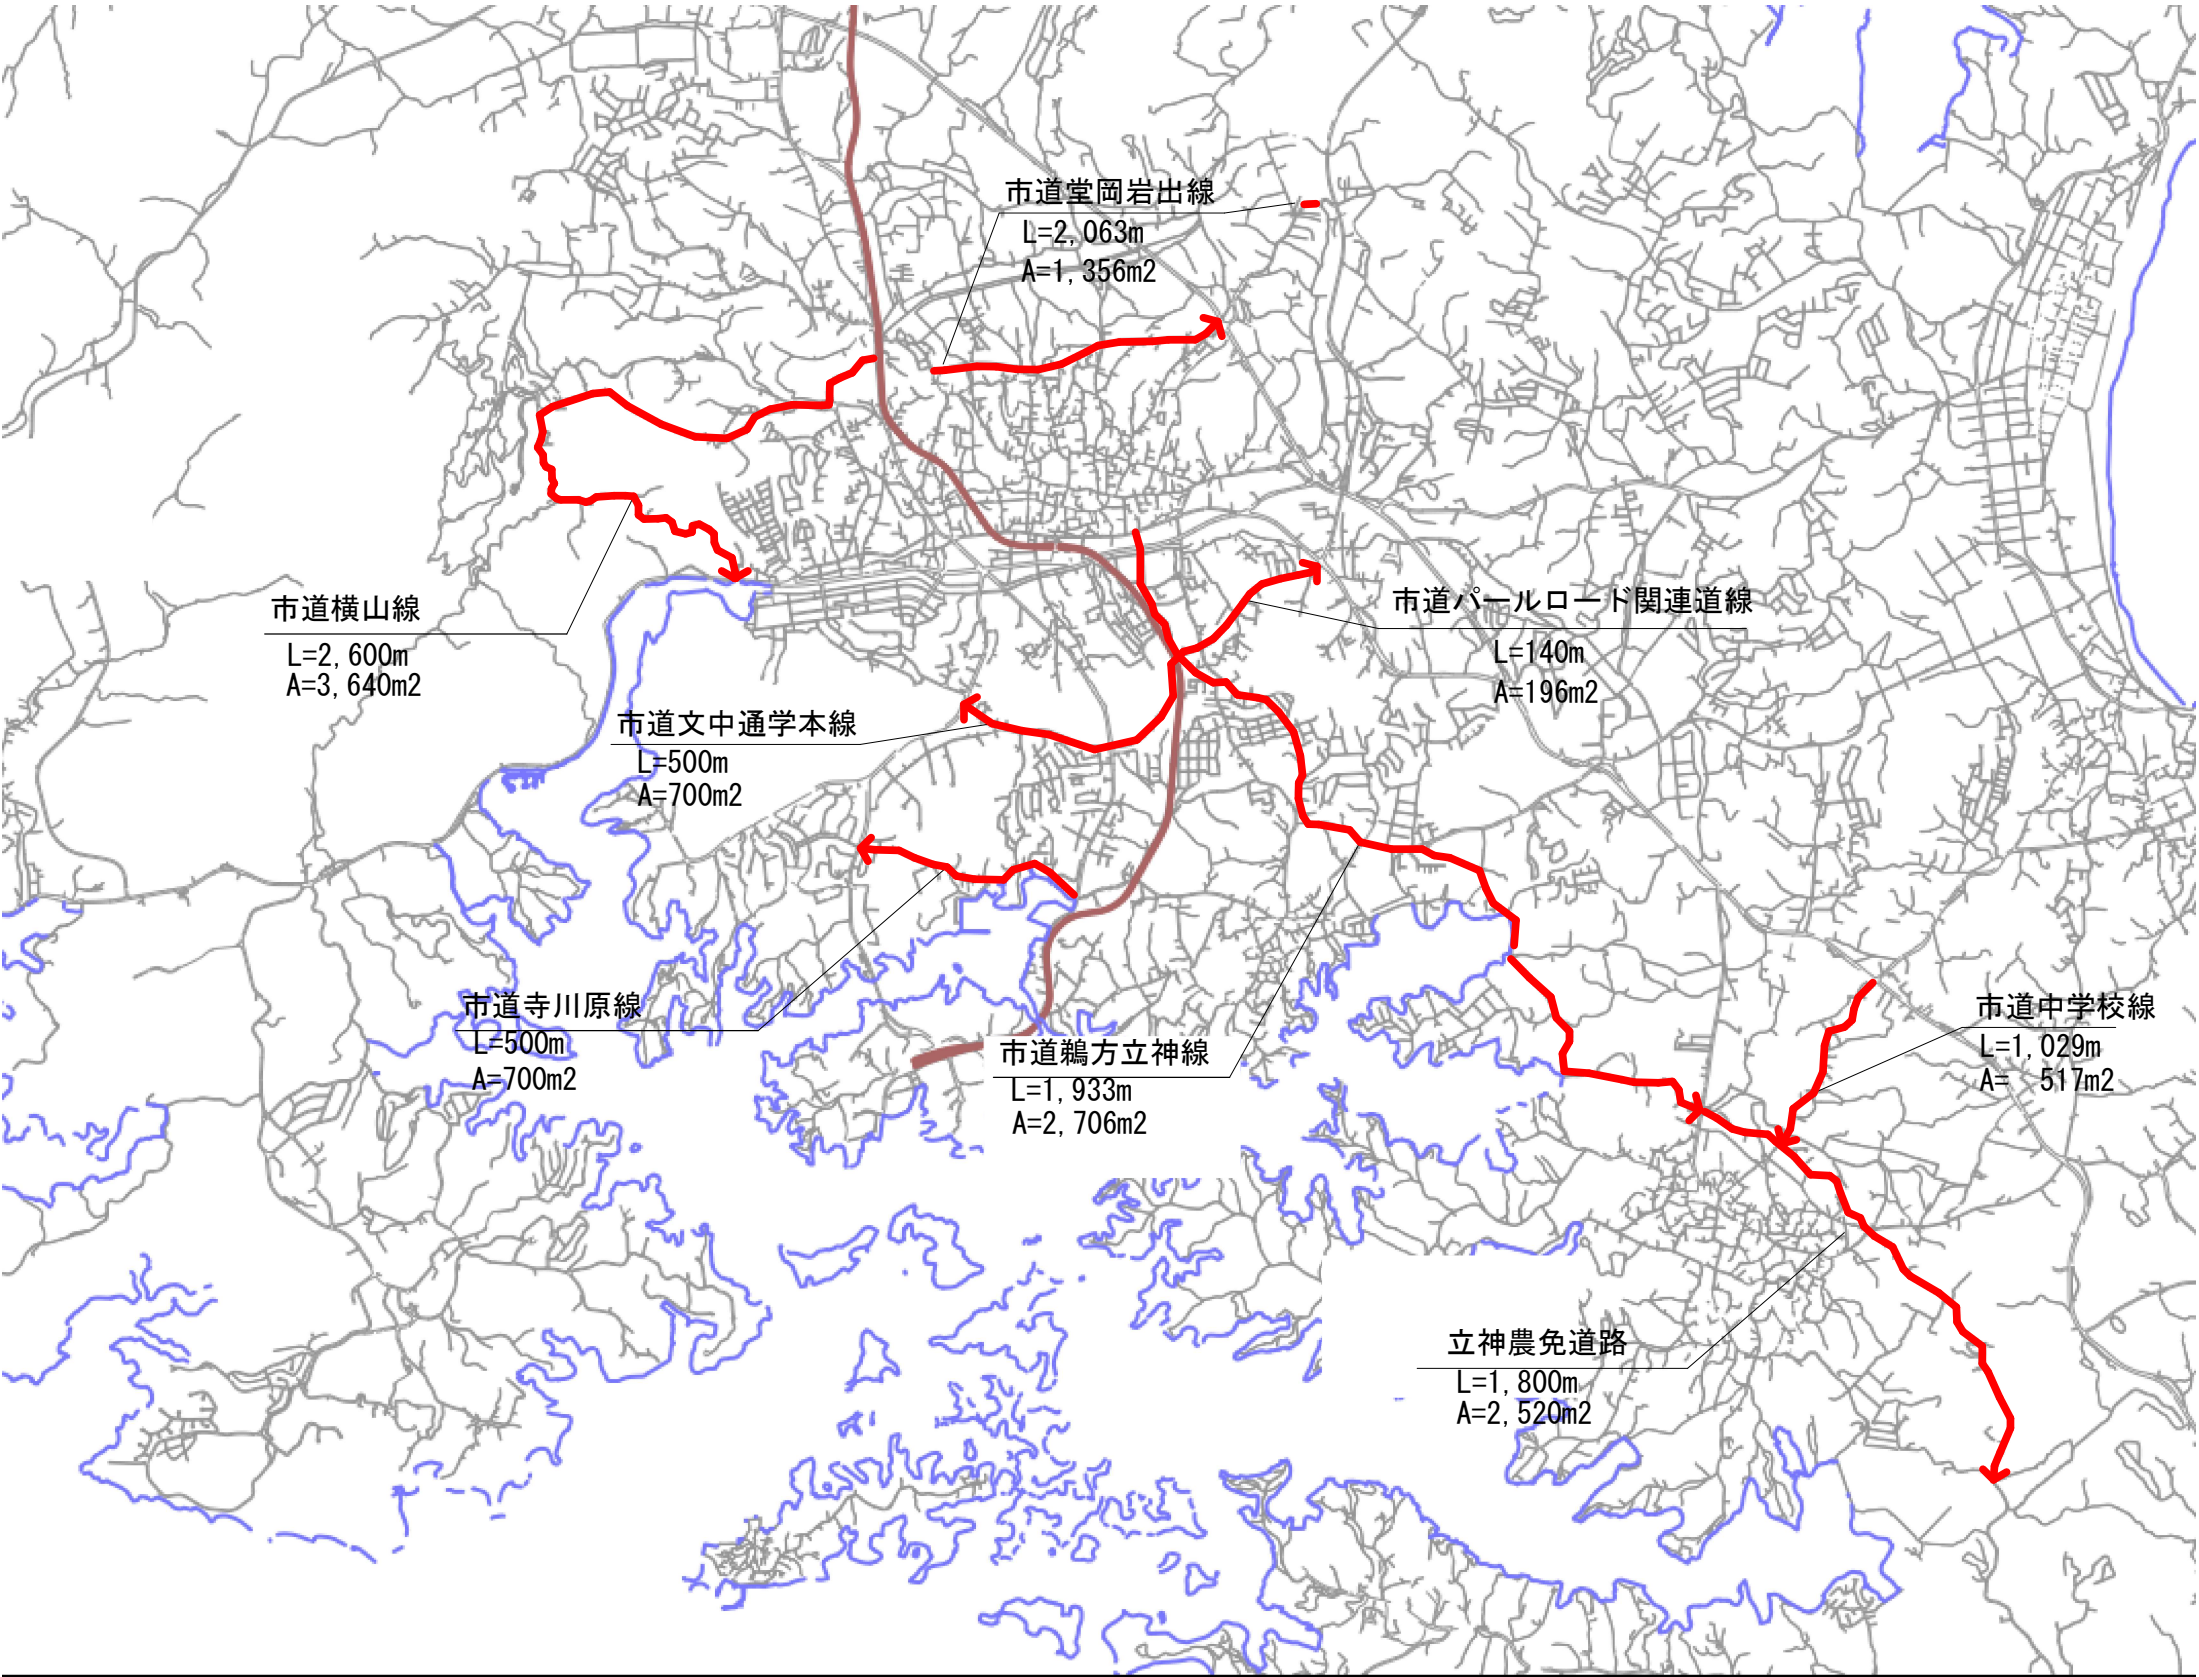 市道堂岡岩出線
L=2,063m
A=1,356m2
市道横山線
L=2,600m
A=3,640m2
市道パールロード関連道線
L=140m
A=196m2
市道文中通学本線
L=500m
A=700m2
市道寺川原線
L=500m
A=700m2
市道鵜方立神線
L=1,933m
A=2,706m2
市道中学校線
L=1,029m
A= 517m2
立神農免道路
L=1,800m
A=2,520m2